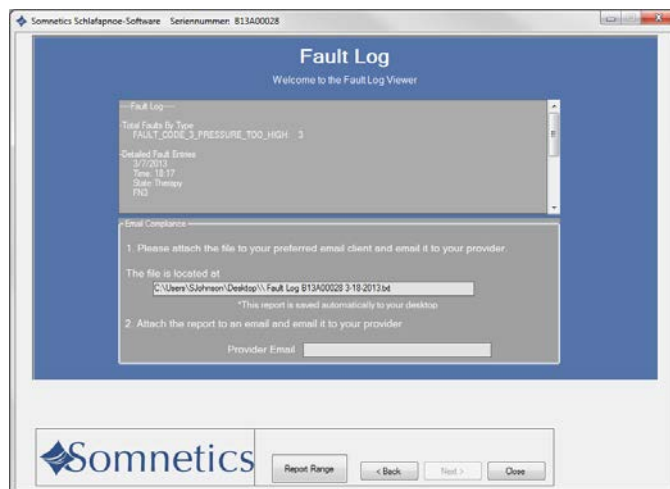 Somnetics Schlafapnoe-Software Seriennummer: B13A00028
Fault Log
Welcome to the Fault Log Viewer
----Fault Log----
-Total Faults By Type
FAULT_CODE_3_PRESSURE_TOO_HIGH: 3
-Detailed Fault Entries
3/7/2013
Time: 18:17
State: Therapy
FN3
Email Compliance
1. Please attach the file to your preferred email client and email it to your provider.
The file is located at
C:\Users\SJohnson\Desktop\\ Fault Log B13A00028 3-18-2013.txt
*This report is saved automatically to your desktop
2. Attach the report to an email and email it to your provider
Provider Email
Somnetics
Report Range
< Back
Next >
Close